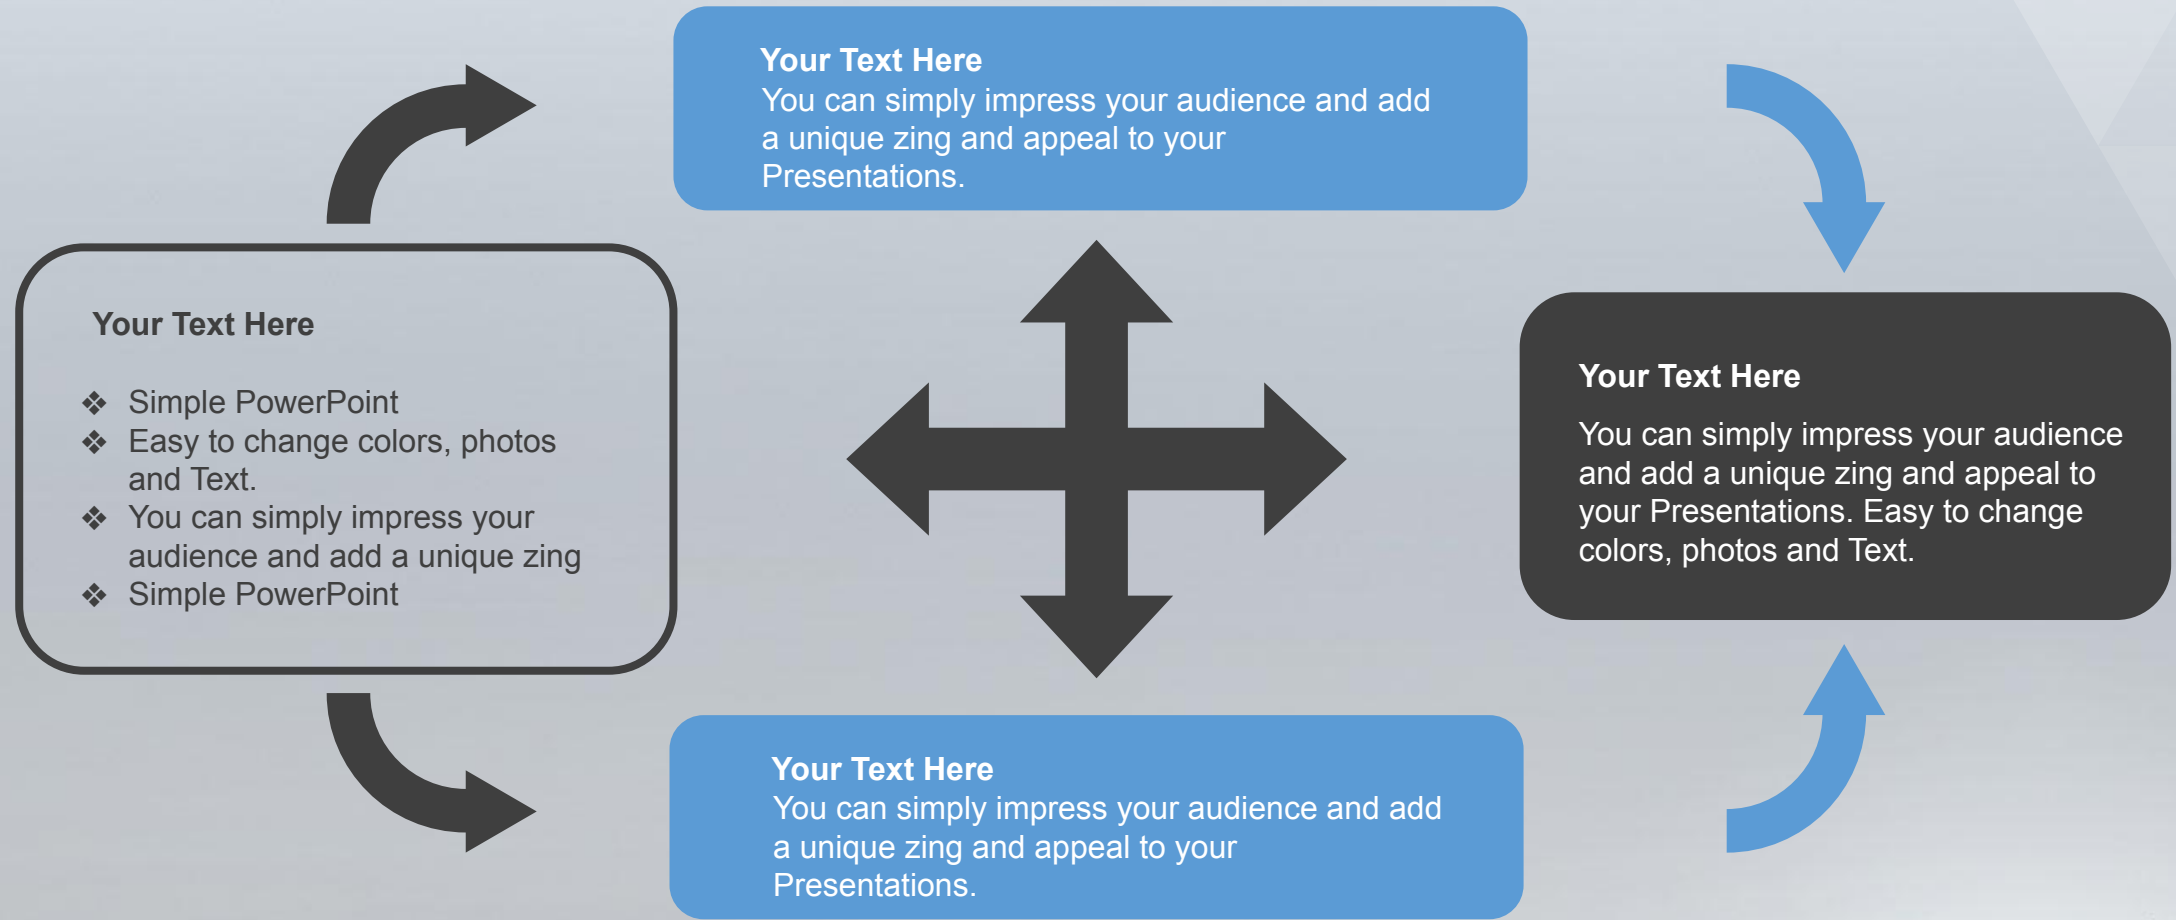 Your Text Here
You can simply impress your audience and add
a unique zing and appeal to your
Presentations.
Your Text Here
❖ Simple PowerPoint
❖ Easy to change colors, photos
and Text.
❖ You can simply impress your
audience and add a unique zing
❖ Simple PowerPoint
Your Text Here
You can simply impress your audience
and add a unique zing and appeal to
your Presentations. Easy to change
colors, photos and Text.
Your Text Here
You can simply impress your audience and add
a unique zing and appeal to your
Presentations.